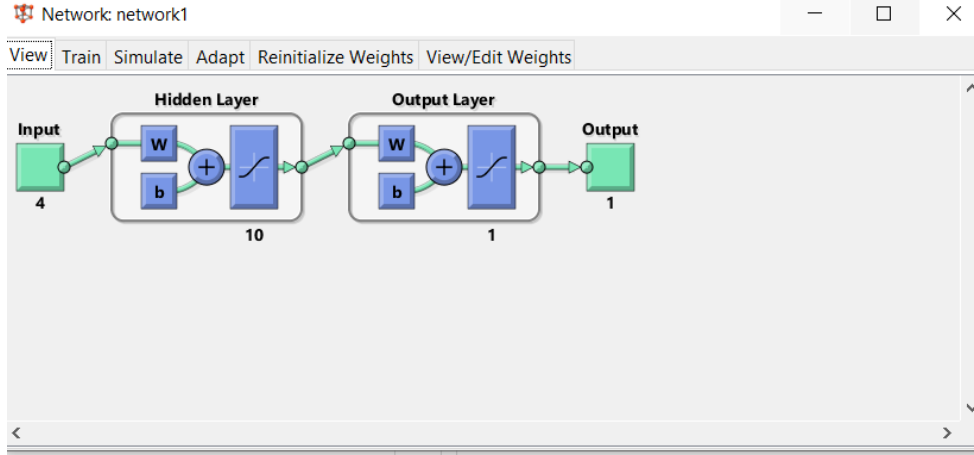 Network: network1
View Train Simulate Adapt Reinitialize Weights View/Edit Weights
Hidden Layer Output Layer
Input Output
W W
b b
4 1
10 1